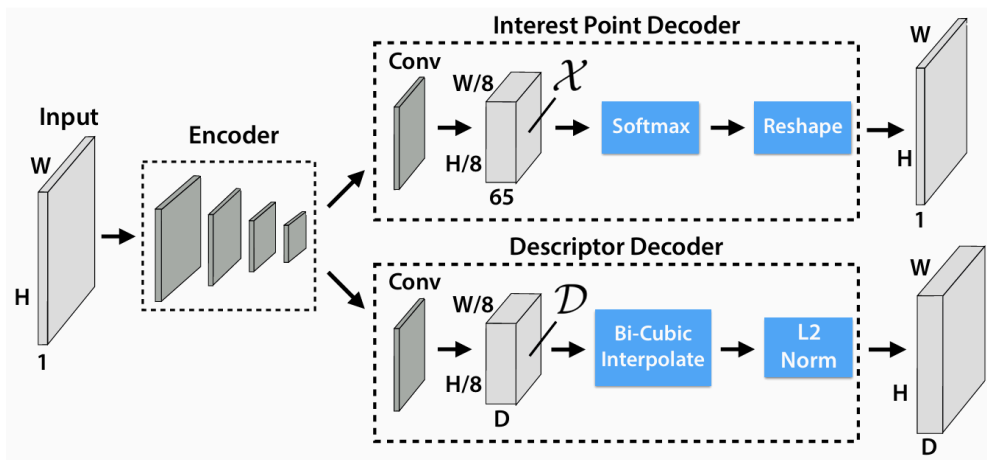 Interest Point Decoder
Input
W
H
1
Encoder
Conv
W/8
H/8
65
𝒳
Softmax
Reshape
W
H
1
Descriptor Decoder
Conv
W/8
H/8
D
𝒟
Bi-Cubic
Interpolate
L2
Norm
W
H
D